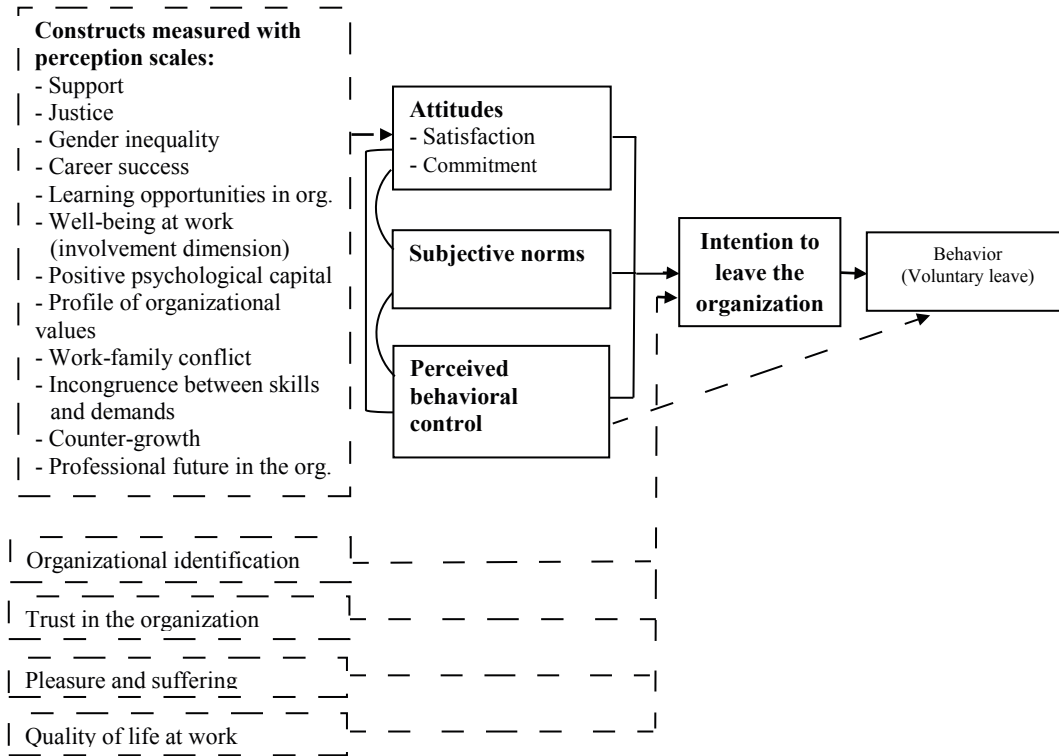 Constructs measured with
perception scales:
- Support
- Justice
- Gender inequality
- Career success
- Learning opportunities in org.
- Well-being at work
(involvement dimension)
- Positive psychological capital
- Profile of organizational
values
- Work-family conflict
- Incongruence between skills
and demands
- Counter-growth
- Professional future in the org.
Attitudes
- Satisfaction
- Commitment
Subjective norms
Perceived
behavioral
control
Intention to
leave the
organization
Behavior
(Voluntary leave)
Organizational identification
Trust in the organization
Pleasure and suffering
Quality of life at work